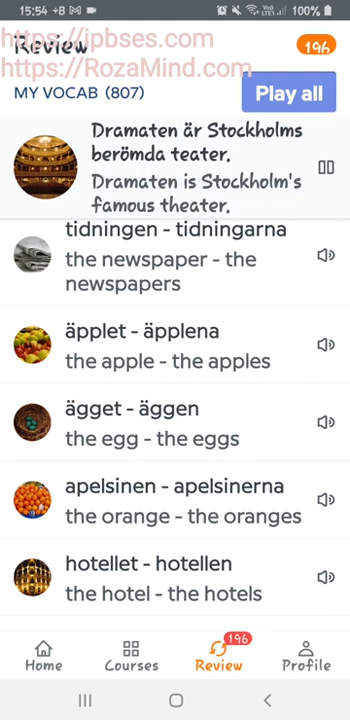 15:54 +B M
100%
https://jpbses.com
Review
196
https://RozaMind.com
MY VOCAB (807)
Play all
Dramaten är Stockholms
berömda teater.
Dramaten is Stockholm's
famous theater.
tidningen - tidningarna
the newspaper - the
newspapers
äpplet - äpplena
the apple - the apples
ägget - äggen
the egg - the eggs
apelsinen - apelsinerna
the orange - the oranges
hotellet - hotellen
the hotel - the hotels
196
Home
Courses
Review
Profile